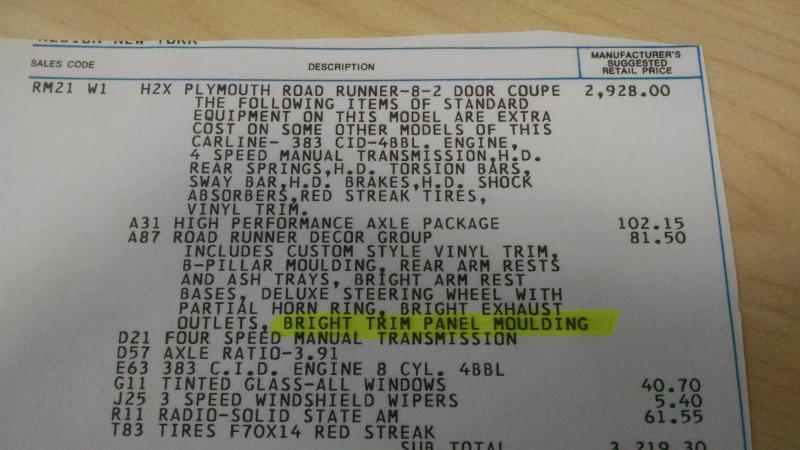 ALBION NEW YORK
SALES CODE DESCRIPTION MANUFACTURER'S SUGGESTED RETAIL PRICE
RM21 W1 H2X PLYMOUTH ROAD RUNNER-8-2 DOOR COUPE 2,928.00
THE FOLLOWING ITEMS OF STANDARD
EQUIPMENT ON THIS MODEL ARE EXTRA
COST ON SOME OTHER MODELS OF THIS
CARLINE- 383 CID-4BBL. ENGINE,
4 SPEED MANUAL TRANSMISSION,H.D.
REAR SPRINGS,H.D. TORSION BARS,
SWAY BAR,H.D. BRAKES,H.D. SHOCK
ABSORBERS,RED STREAK TIRES,
VINYL TRIM.
A31 HIGH PERFORMANCE AXLE PACKAGE 102.15
A87 ROAD RUNNER DECOR GROUP 81.50
INCLUDES CUSTOM STYLE VINYL TRIM,
B-PILLAR MOULDING, REAR ARM RESTS
AND ASH TRAYS, BRIGHT ARM REST
BASES, DELUXE STEERING WHEEL WITH
PARTIAL HORN RING, BRIGHT EXHAUST
OUTLETS, BRIGHT TRIM PANEL MOULDING
D21 FOUR SPEED MANUAL TRANSMISSION
D57 AXLE RATIO-3.91
E63 383 C.I.D. ENGINE 8 CYL. 4BBL
G11 TINTED GLASS-ALL WINDOWS 40.70
J25 3 SPEED WINDSHIELD WIPERS 5.40
R11 RADIO-SOLID STATE AM 61.55
T83 TIRES F70X14 RED STREAK
SUB TOTAL 3,219.30